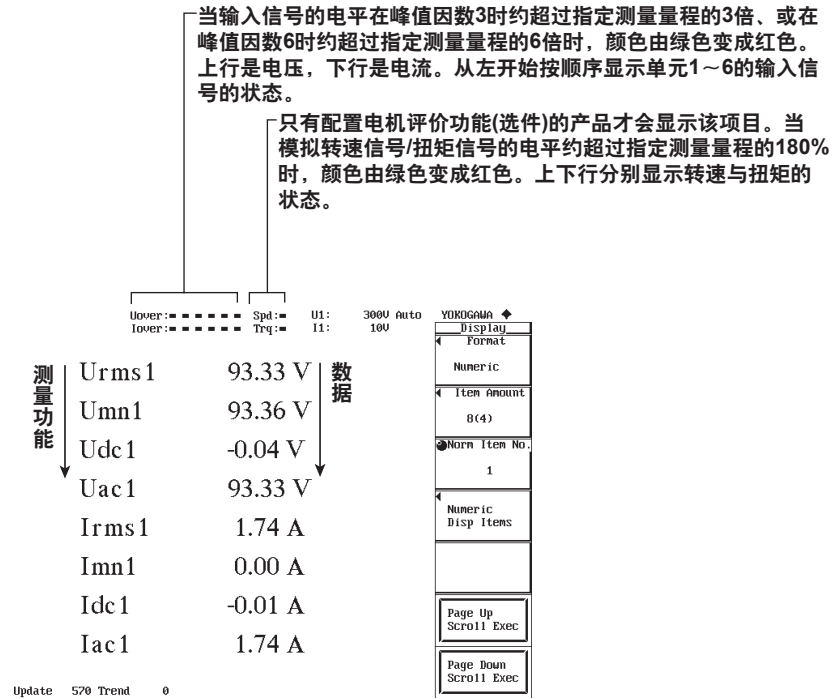 当输入信号的电平在峰值因数3时约超过指定测量量程的3倍、或在
峰值因数6时约超过指定测量量程的6倍时，颜色由绿色变成红色。
上行是电压，下行是电流。从左开始按顺序显示单元1～6的输入信
号的状态。
只有配置电机评价功能(选件)的产品才会显示该项目。当
模拟转速信号/扭矩信号的电平约超过指定测量量程的180%
时，颜色由绿色变成红色。上下行分别显示转速与扭矩的
状态。
Uover: Spd: U1: 300V Auto YOKOGAWA
Iover: Trq: I1: 10V
测量功能
数据
Urms1 93.33 V
Umn1 93.36 V
Udc1 -0.04 V
Uac1 93.33 V
Irms1 1.74 A
Imn1 0.00 A
Idc1 -0.01 A
Iac1 1.74 A
Display
Format
Numeric
Item Amount
8(4)
Norm Item No.
1
Numeric
Disp Items
Page Up
Scroll Exec
Page Down
Scroll Exec
Update 570 Trend 0